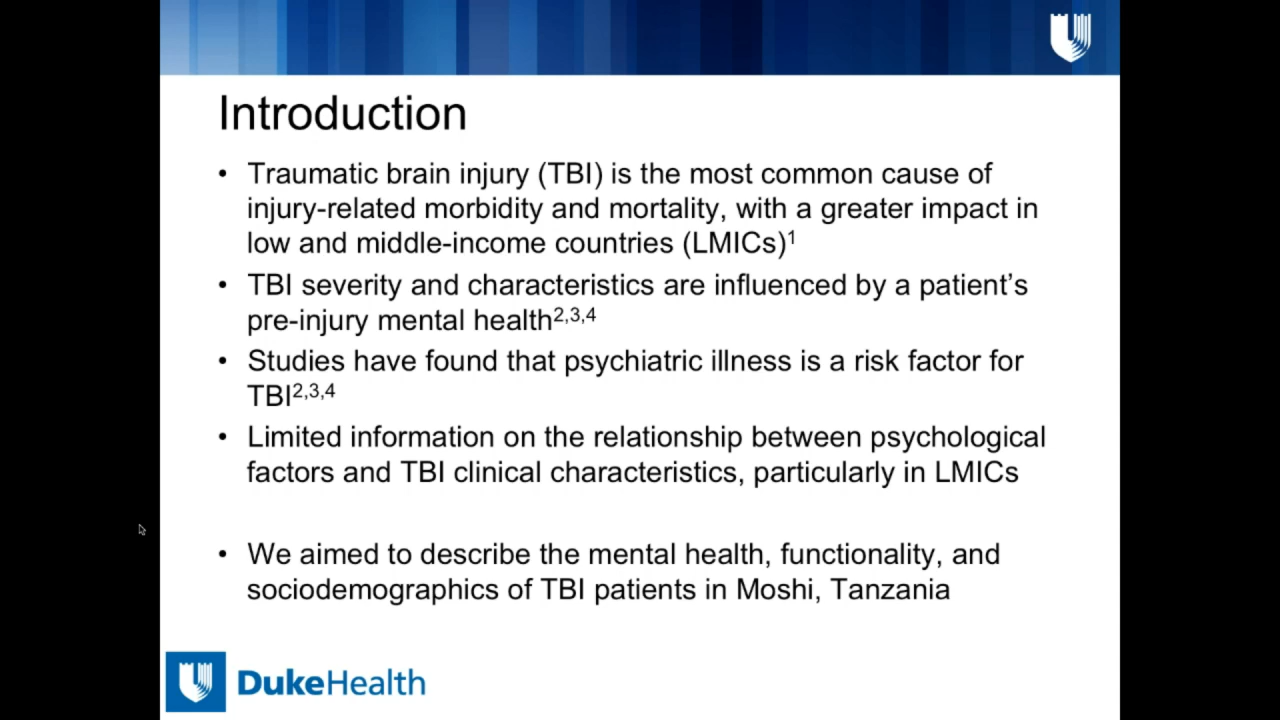 Introduction
• Traumatic brain injury (TBI) is the most common cause of
injury-related morbidity and mortality, with a greater impact in
low and middle-income countries (LMICs)1
• TBI severity and characteristics are influenced by a patient’s
pre-injury mental health2,3,4
• Studies have found that psychiatric illness is a risk factor for
TBI2,3,4
• Limited information on the relationship between psychological
factors and TBI clinical characteristics, particularly in LMICs
• We aimed to describe the mental health, functionality, and
sociodemographics of TBI patients in Moshi, Tanzania
DukeHealth